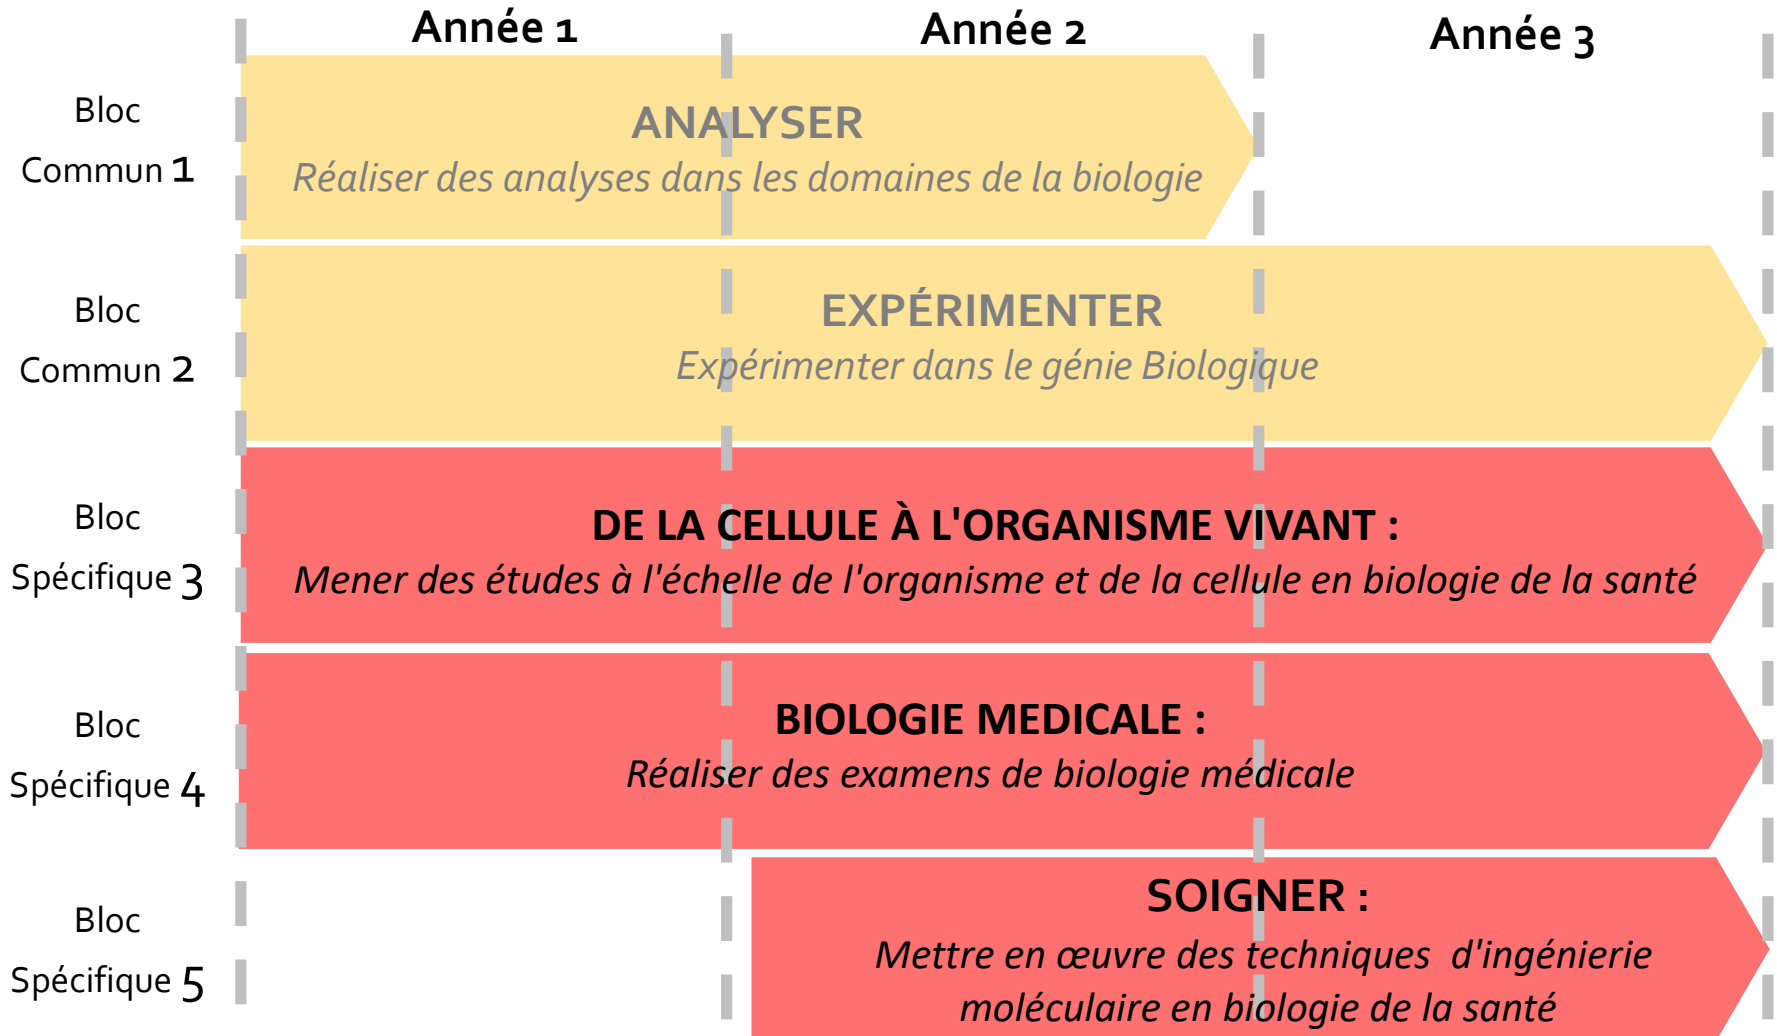 Année 1
Année 2
Année 3
Bloc
Commun 1
ANALYSER
Réaliser des analyses dans les domaines de la biologie
Bloc
Commun 2
EXPÉRIMENTER
Expérimenter dans le génie Biologique
Bloc
Spécifique 3
DE LA CELLULE À L'ORGANISME VIVANT :
Mener des études à l'échelle de l'organisme et de la cellule en biologie de la santé
Bloc
Spécifique 4
BIOLOGIE MEDICALE :
Réaliser des examens de biologie médicale
Bloc
Spécifique 5
SOIGNER :
Mettre en œuvre des techniques d'ingénierie
moléculaire en biologie de la santé